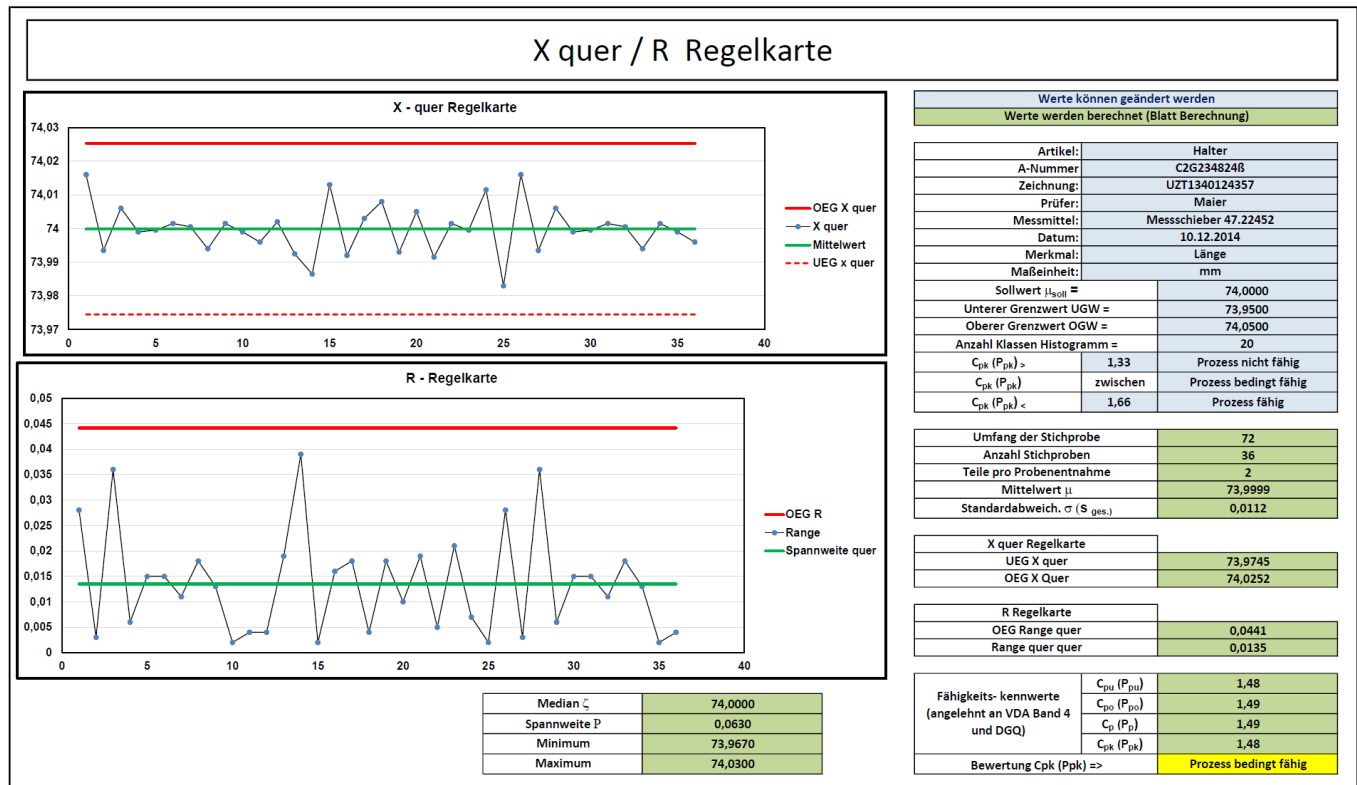 X quer / R Regelkarte
X - quer Regelkarte
74,03
74,02
74,01
74
73,99
73,98
73,97
0 5 10 15 20 25 30 35 40
OEG X quer
X quer
Mittelwert
UEG x quer
R - Regelkarte
0,05
0,045
0,04
0,035
0,03
0,025
0,02
0,015
0,01
0,005
0
0 5 10 15 20 25 30 35 40
OEG R
Range
Spannweite quer
Median ζ 74,0000
Spannweite P 0,0630
Minimum 73,9670
Maximum 74,0300
Werte können geändert werden
Werte werden berechnet (Blatt Berechnung)
Artikel: Halter
A-Nummer C2G234824ß
Zeichnung: UZT1340124357
Prüfer: Maier
Messmittel: Messschieber 47.22452
Datum: 10.12.2014
Merkmal: Länge
Maßeinheit: mm
Sollwert μsoll = 74,0000
Unterer Grenzwert UGW = 73,9500
Oberer Grenzwert OGW = 74,0500
Anzahl Klassen Histogramm = 20
Cpk (Ppk) > 1,33 Prozess nicht fähig
Cpk (Ppk) zwischen Prozess bedingt fähig
Cpk (Ppk) < 1,66 Prozess fähig
Umfang der Stichprobe 72
Anzahl Stichproben 36
Teile pro Probenentnahme 2
Mittelwert μ 73,9999
Standardabweich. σ (s ges.) 0,0112
X quer Regelkarte
UEG X quer 73,9745
OEG X Quer 74,0252
R Regelkarte
OEG Range quer 0,0441
Range quer quer 0,0135
Fähigkeits- kennwerte
(angelehnt an VDA Band 4
und DGQ)
Cpu (Ppu) 1,48
Cpo (Ppo) 1,49
Cp (Pp) 1,49
Cpk (Ppk) 1,48
Bewertung Cpk (Ppk) => Prozess bedingt fähig